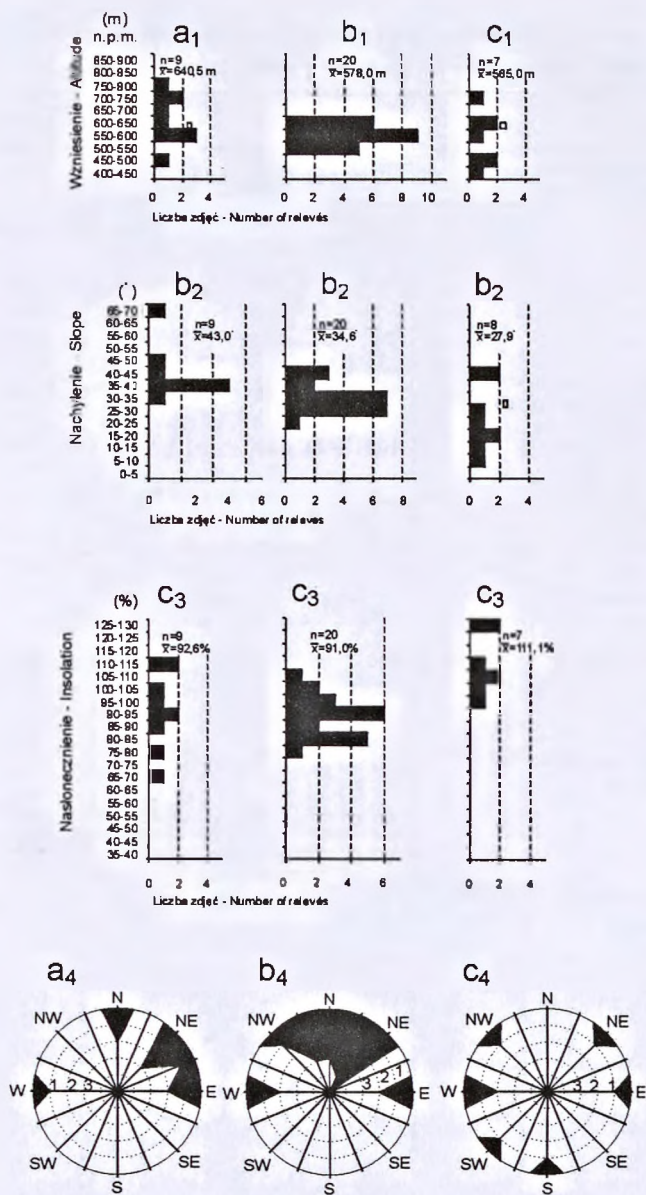 (m)
n.p.m.
a1 b1 c1
Wzniesienie - Altitude
850-900
800-850
750-800
700-750
650-700
600-650
550-600
500-550
450-500
400-450
n=9
x̅=640,5 m
n=20
x̅=578,0 m
n=7
x̅=565,0 m
0 2 4
0 2 4 6 8 10
0 2 4
Liczba zdjęć - Number of relevés
(°)
b2 b2 b2
Nachylenie - Slope
65-70
60-65
55-60
50-55
45-50
40-45
35-40
30-35
25-30
20-25
15-20
10-15
5-10
0-5
n=9
x̅=43,0°
n=20
x̅=34,6°
n=8
x̅=27,9°
0 2 4 6
0 2 4 6 8
0 2 4
Liczba zdjęć - Number of relevés
(%)
c3 c3 c3
Nasłonecznienie - Insolation
125-130
120-125
115-120
110-115
105-110
100-105
95-100
90-95
85-90
80-85
75-80
70-75
65-70
60-65
55-60
50-55
45-50
40-45
35-40
n=9
x̅=92,6%
n=20
x̅=91,0%
n=7
x̅=111,1%
0 2 4
0 2 4 6
0 2 4
Liczba zdjęć - Number of relevés
a4 b4 c4
N N N
NW NE NW NE NW NE
W 1 2 3 E W 3 2 1 E W 3 2 1 E
SW SE SW SE SW SE
S S S